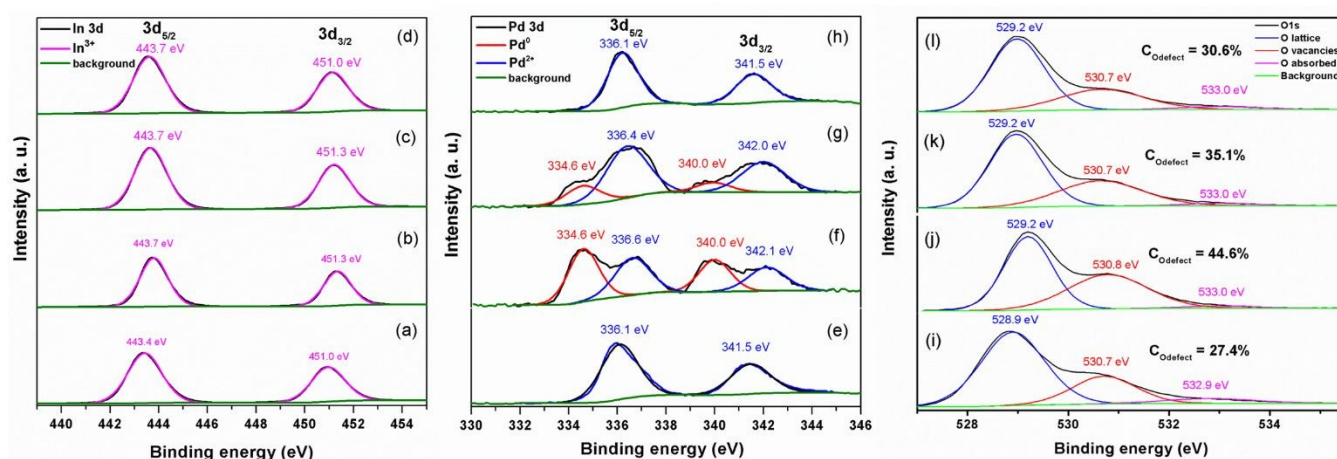 In 3d
In³⁺
background
3d₅/₂
3d₃/₂
(d)
443.7 eV
451.0 eV
(c)
443.7 eV
451.3 eV
(b)
443.7 eV
451.3 eV
(a)
443.4 eV
451.0 eV
Intensity (a. u.)
440 442 444 446 448 450 452 454
Binding energy (eV)
Pd 3d
Pd⁰
Pd²⁺
background
3d₅/₂
3d₃/₂
(h)
336.1 eV
341.5 eV
(g)
334.6 eV
336.4 eV
340.0 eV
342.0 eV
(f)
334.6 eV
336.6 eV
340.0 eV
342.1 eV
(e)
336.1 eV
341.5 eV
Intensity (a. u.)
330 332 334 336 338 340 342 344 346
Binding energy (eV)
O1s
O lattice
O vacancies
O absorbed
Background
(l)
529.2 eV
C_Odefect = 30.6%
530.7 eV
533.0 eV
(k)
529.2 eV
C_Odefect = 35.1%
530.7 eV
533.0 eV
(j)
529.2 eV
C_Odefect = 44.6%
530.8 eV
533.0 eV
(i)
528.9 eV
C_Odefect = 27.4%
530.7 eV
532.9 eV
Intensity (a. u.)
528 530 532 534
Binding energy (eV)